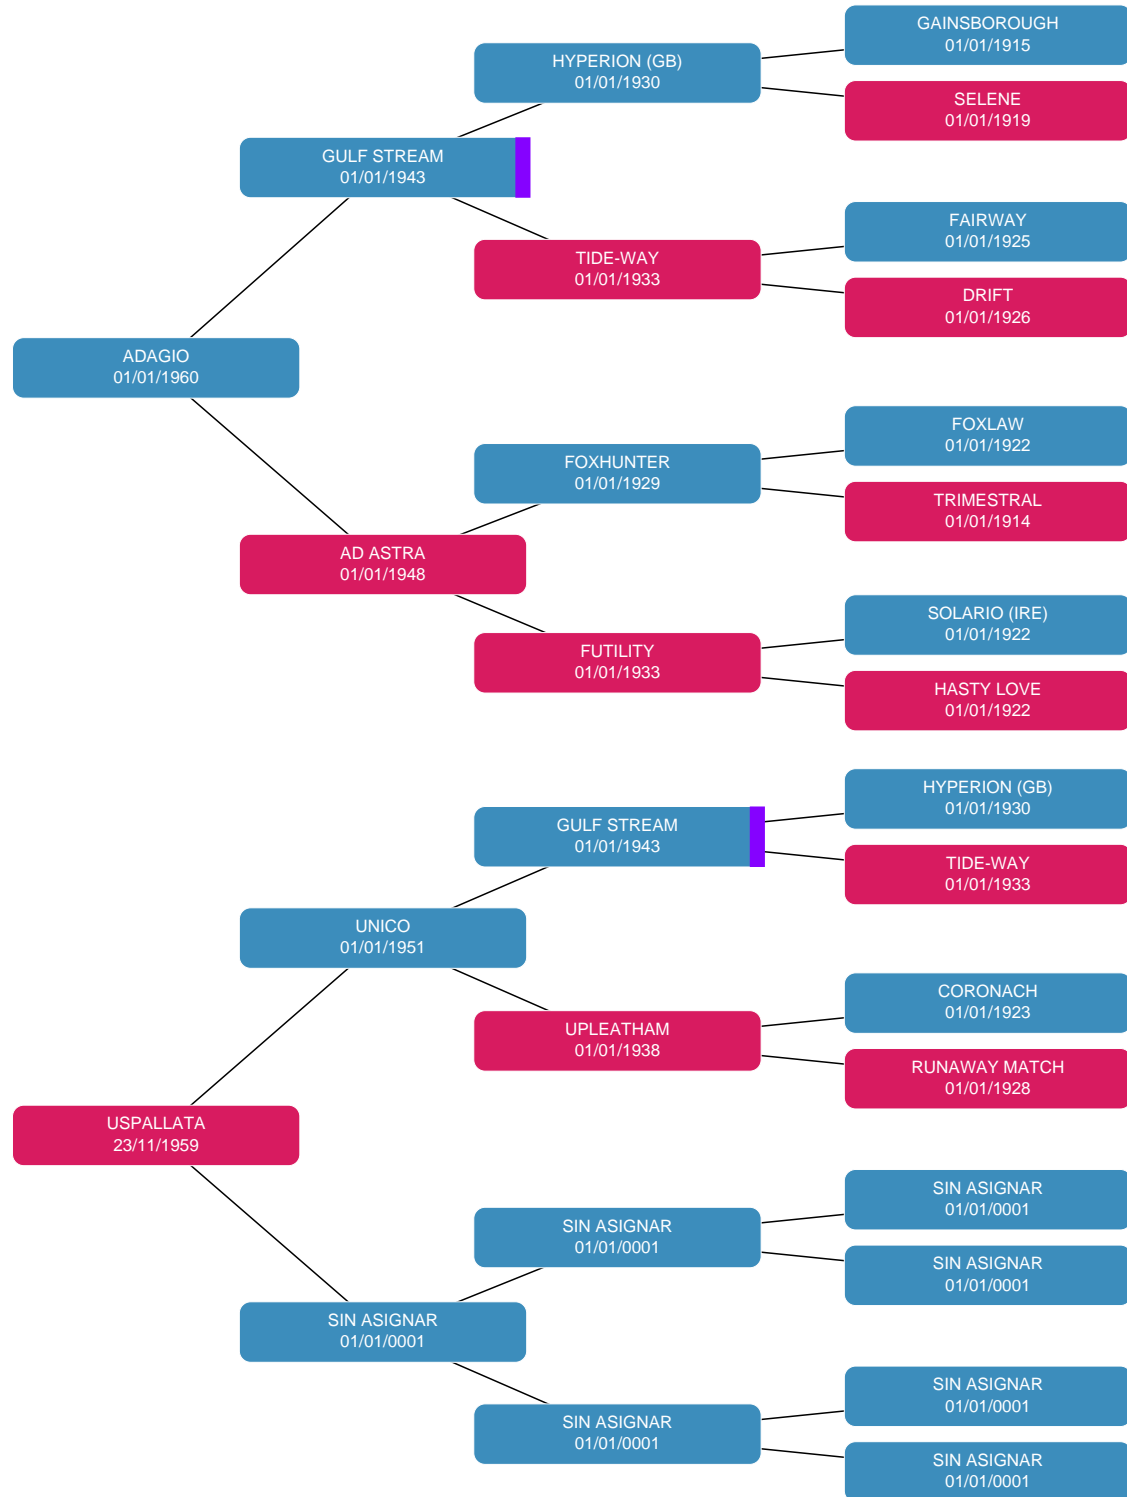 GAINSBOROUGH
01/01/1915
HYPERION (GB)
01/01/1930
SELENE
01/01/1919
GULF STREAM
01/01/1943
FAIRWAY
01/01/1925
TIDE-WAY
01/01/1933
DRIFT
01/01/1926
ADAGIO
01/01/1960
FOXLAW
01/01/1922
FOXHUNTER
01/01/1929
TRIMESTRAL
01/01/1914
AD ASTRA
01/01/1948
SOLARIO (IRE)
01/01/1922
FUTILITY
01/01/1933
HASTY LOVE
01/01/1922
HYPERION (GB)
01/01/1930
GULF STREAM
01/01/1943
TIDE-WAY
01/01/1933
UNICO
01/01/1951
CORONACH
01/01/1923
UPLEATHAM
01/01/1938
RUNAWAY MATCH
01/01/1928
USPALLATA
23/11/1959
SIN ASIGNAR
01/01/0001
SIN ASIGNAR
01/01/0001
SIN ASIGNAR
01/01/0001
SIN ASIGNAR
01/01/0001
SIN ASIGNAR
01/01/0001
SIN ASIGNAR
01/01/0001
SIN ASIGNAR
01/01/0001